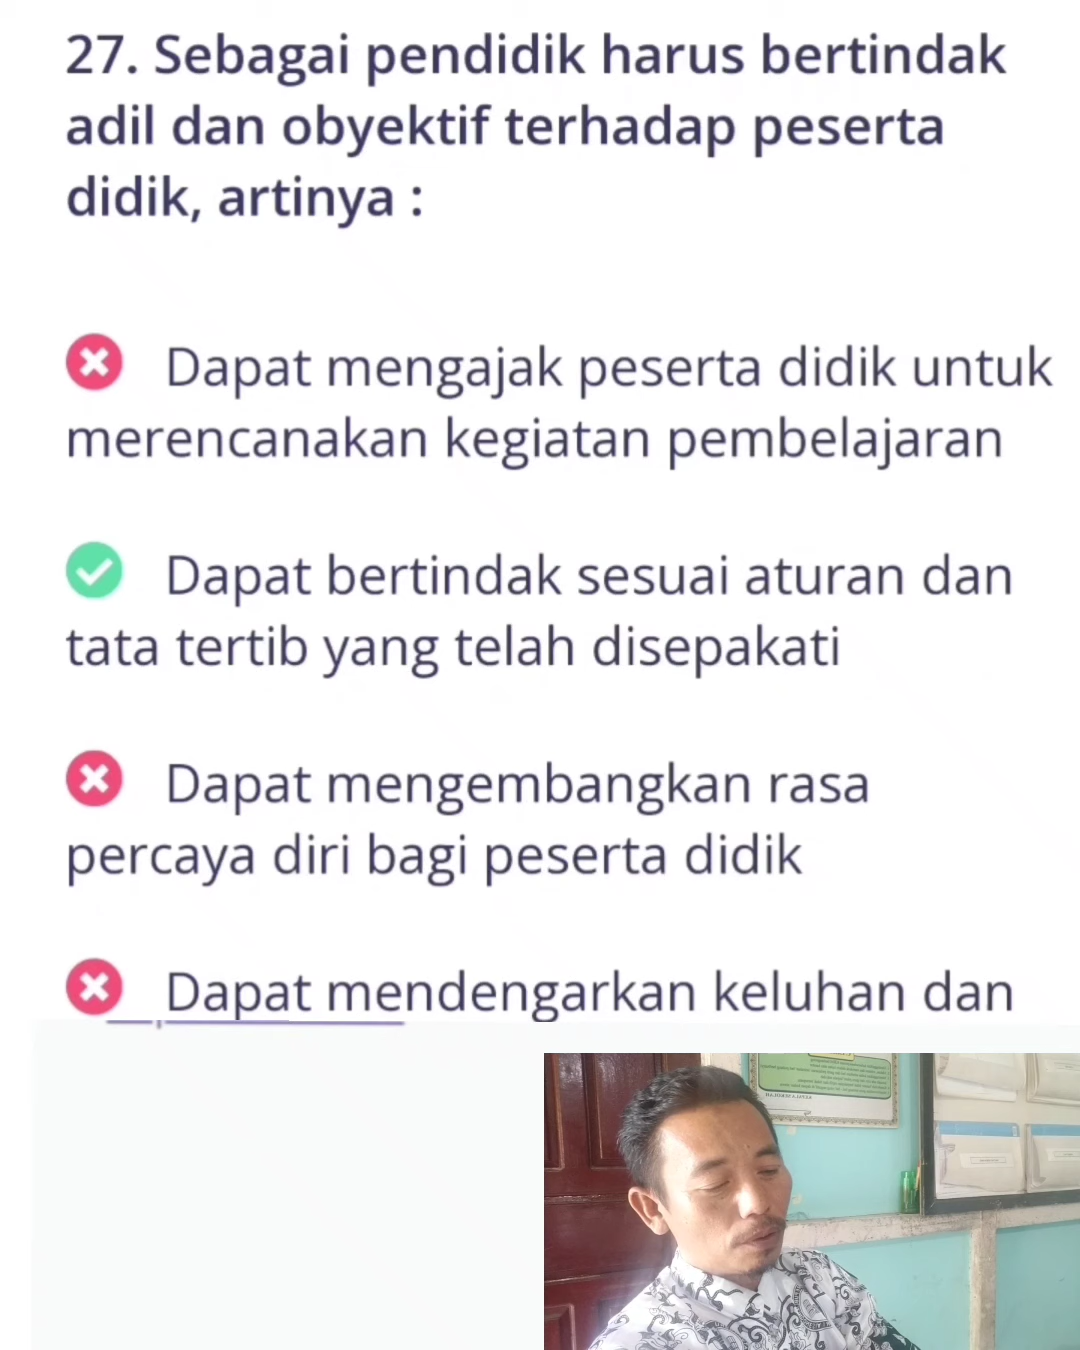 27. Sebagai pendidik harus bertindak
adil dan obyektif terhadap peserta
didik, artinya :
Dapat mengajak peserta didik untuk
merencanakan kegiatan pembelajaran
Dapat bertindak sesuai aturan dan
tata tertib yang telah disepakati
Dapat mengembangkan rasa
percaya diri bagi peserta didik
Dapat mendengarkan keluhan dan